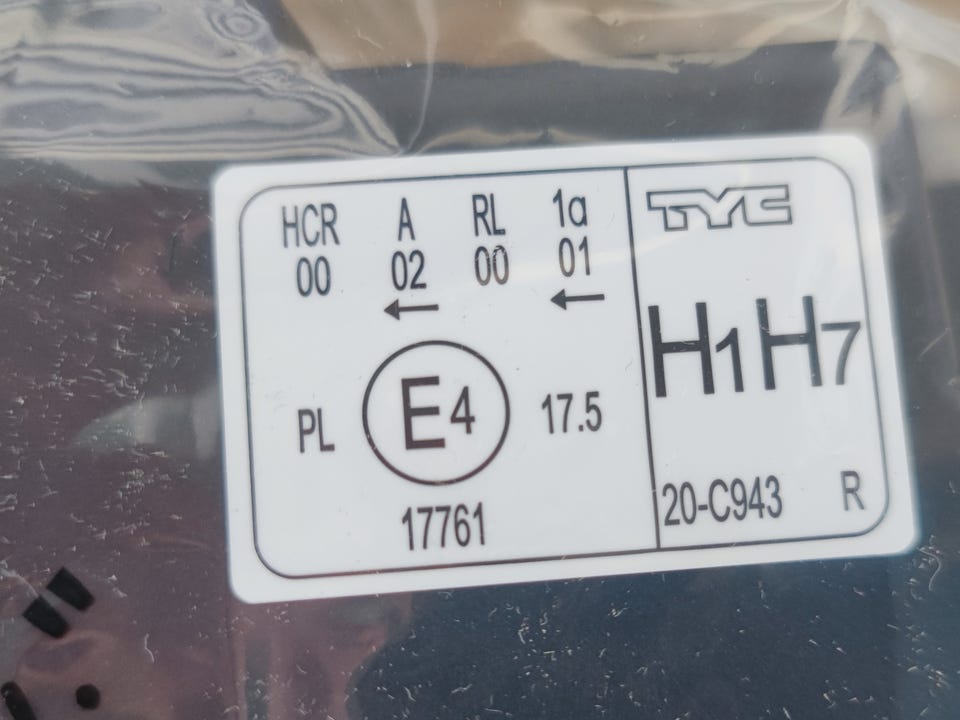 HCR A RL 1a
00 02 00 01
← ←
PL E4 17.5
17761
TYC
H1H7
20-C943 R